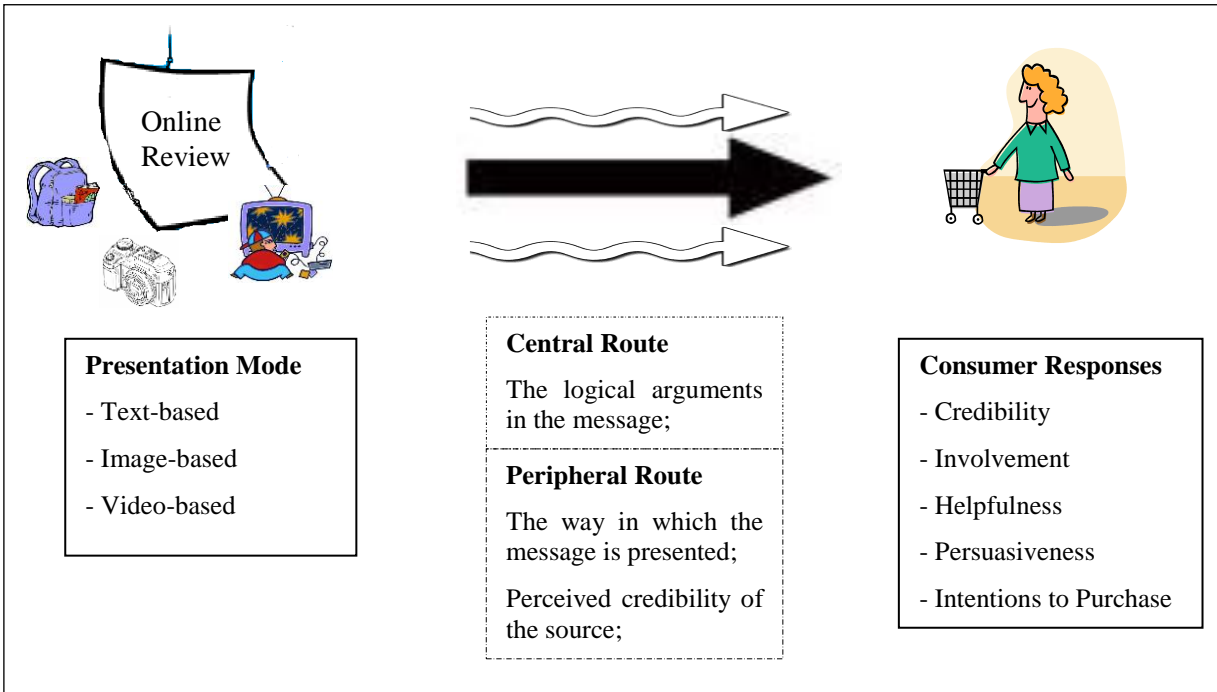 Online
Review
Presentation Mode
- Text-based
- Image-based
- Video-based
Central Route
The logical arguments
in the message;
Peripheral Route
The way in which the
message is presented;
Perceived credibility of
the source;
Consumer Responses
- Credibility
- Involvement
- Helpfulness
- Persuasiveness
- Intentions to Purchase